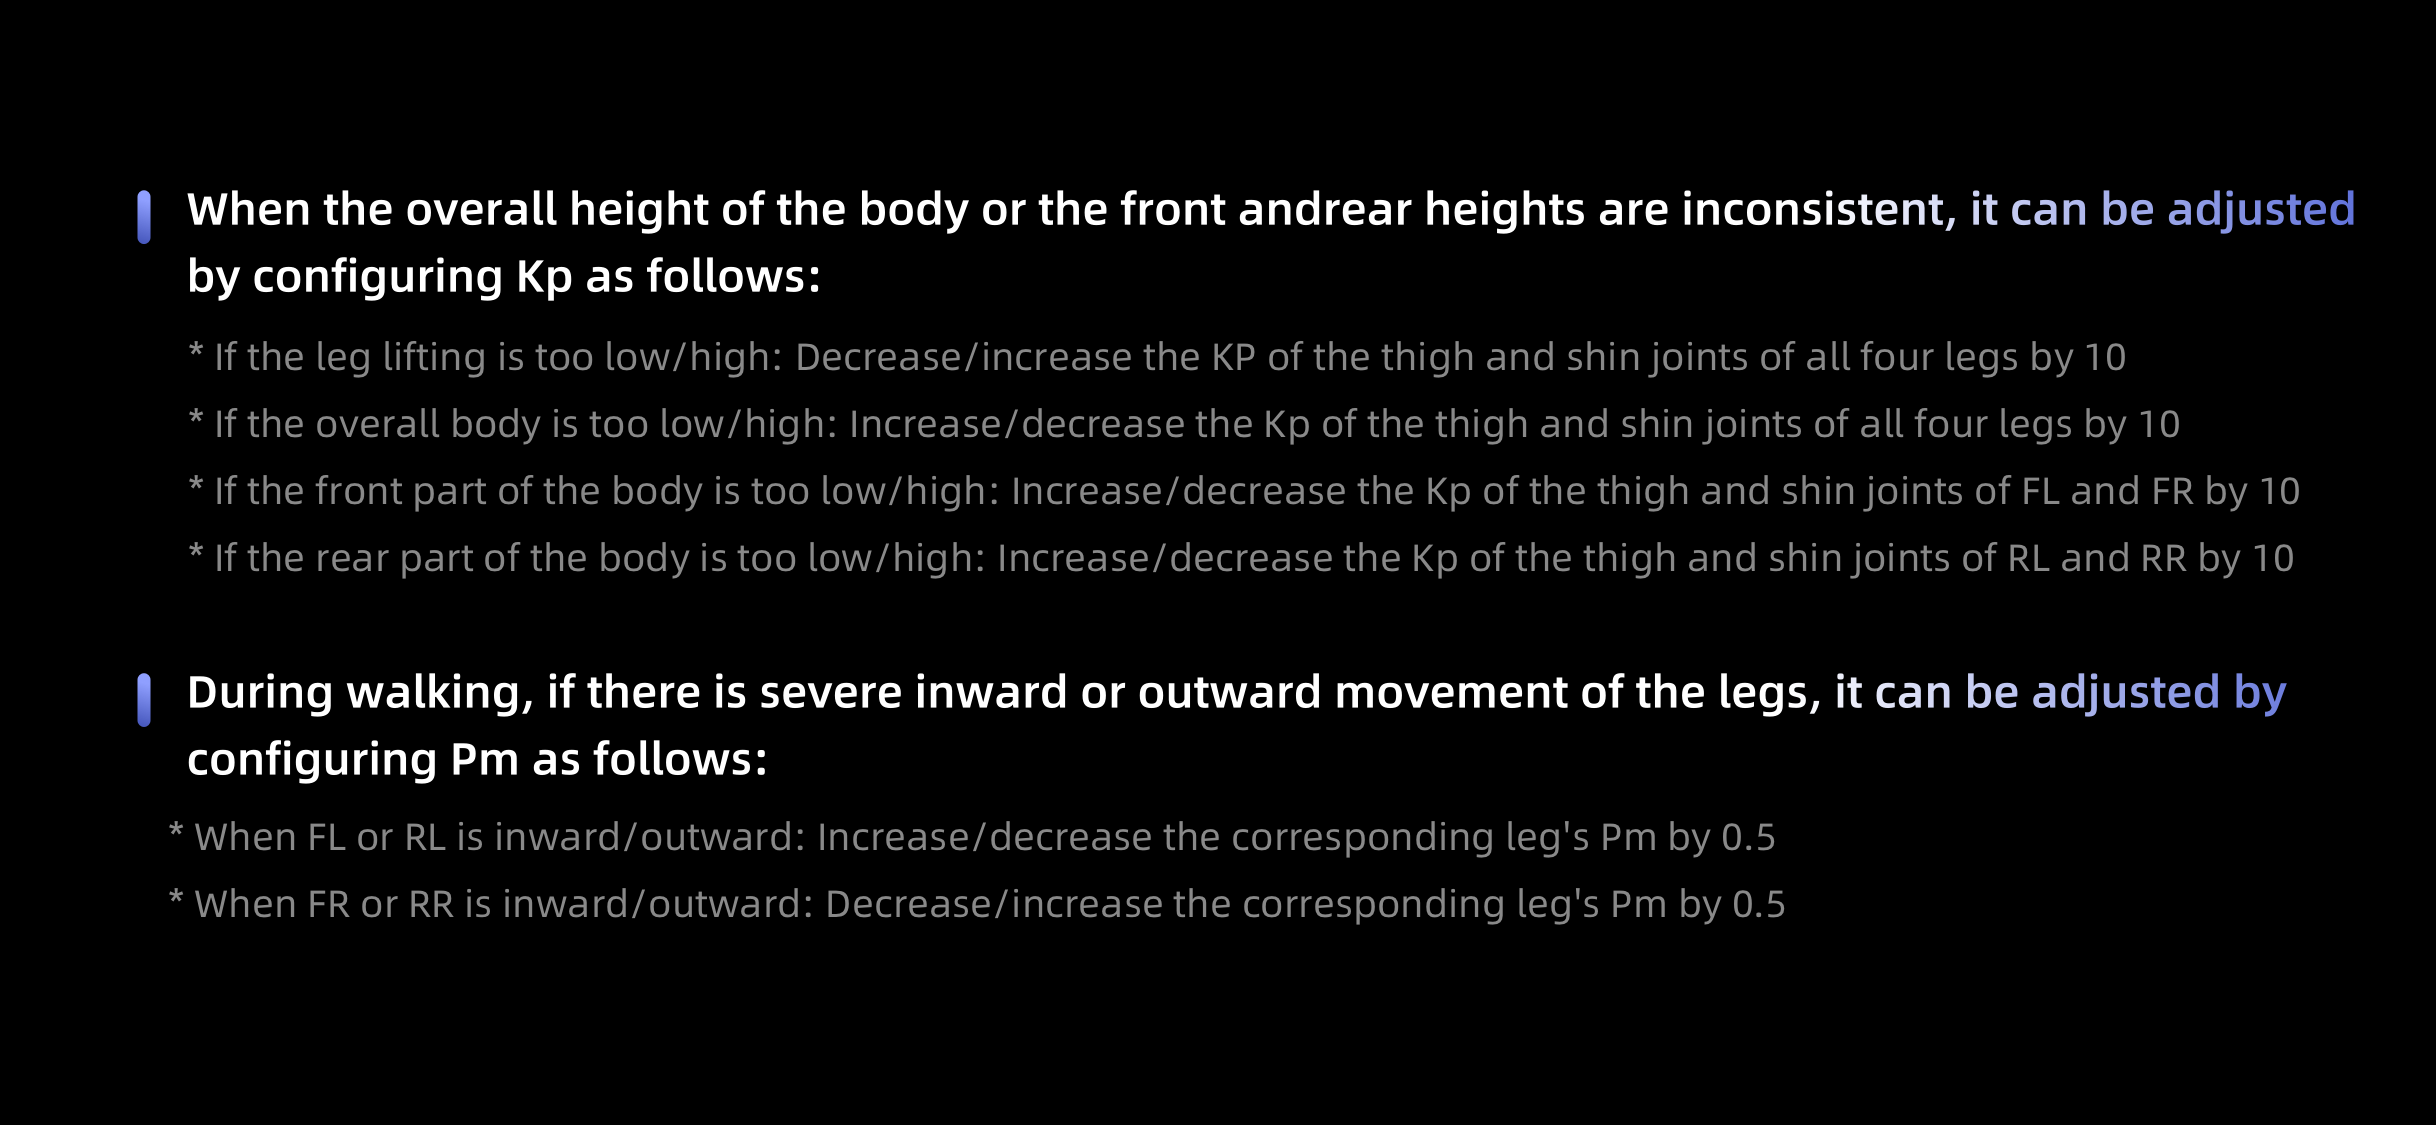 When the overall height of the body or the front andrear heights are inconsistent, it can be adjusted
by configuring Kp as follows:
* If the leg lifting is too low/high: Decrease/increase the KP of the thigh and shin joints of all four legs by 10
* If the overall body is too low/high: Increase/decrease the Kp of the thigh and shin joints of all four legs by 10
* If the front part of the body is too low/high: Increase/decrease the Kp of the thigh and shin joints of FL and FR by 10
* If the rear part of the body is too low/high: Increase/decrease the Kp of the thigh and shin joints of RL and RR by 10
During walking, if there is severe inward or outward movement of the legs, it can be adjusted by
configuring Pm as follows:
* When FL or RL is inward/outward: Increase/decrease the corresponding leg's Pm by 0.5
* When FR or RR is inward/outward: Decrease/increase the corresponding leg's Pm by 0.5